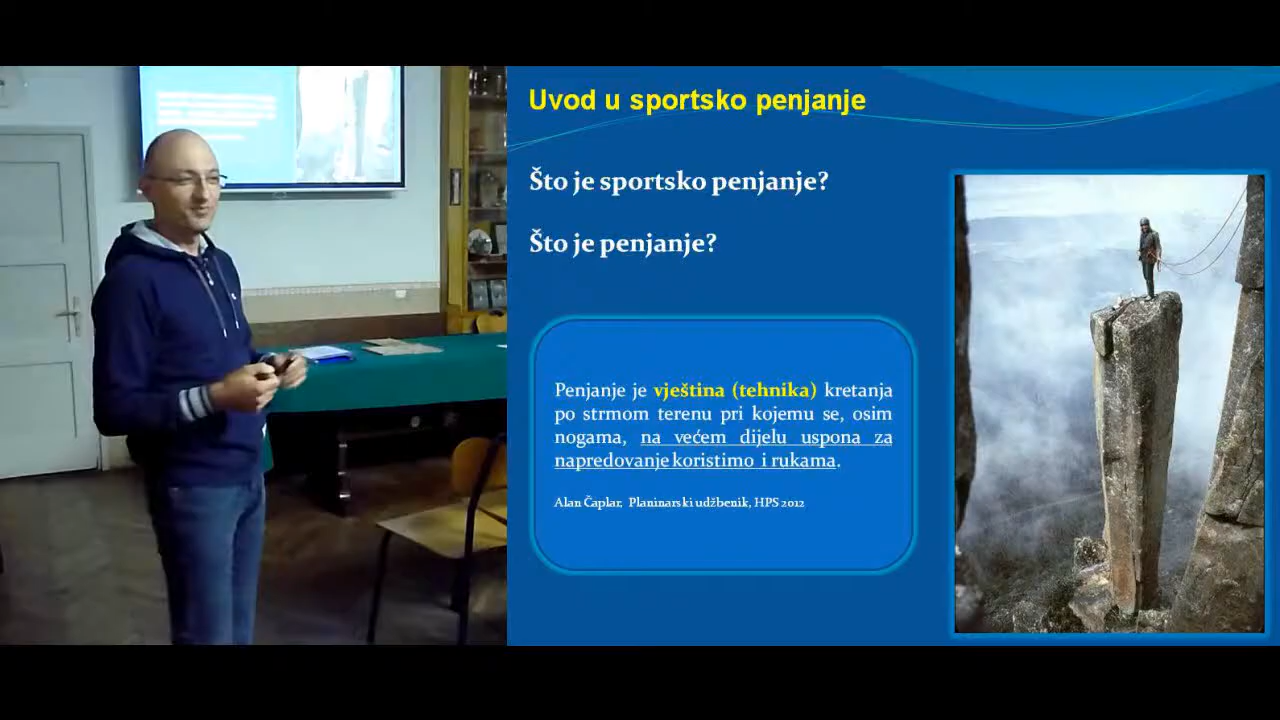 Uvod u sportsko penjanje
Što je sportsko penjanje?
Što je penjanje?
Penjanje je vještina (tehnika) kretanja
po strmom terenu pri kojemu se, osim
nogama, na većem dijelu uspona za
napredovanje koristimo i rukama.
Alan Čaplar. Planinarski udžbenik, HPS 2012